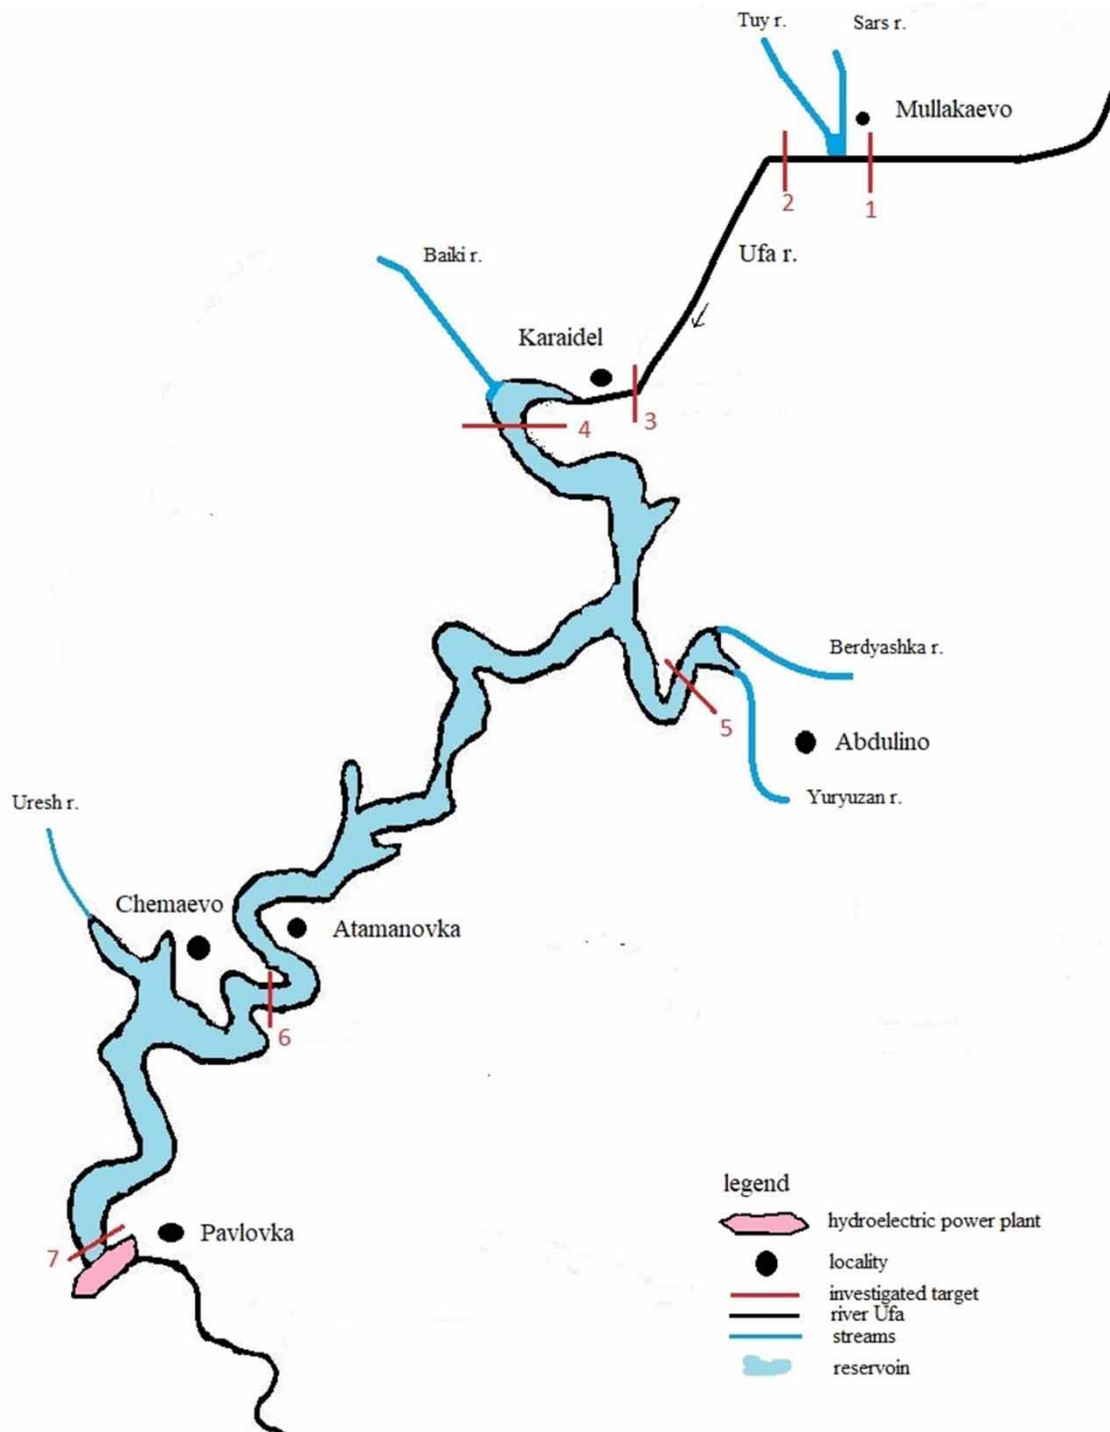 Tuy r.
Sars r.
Mullakaevo
2
1
Ufa r.
Baiki r.
Karaidel
4
3
Berdyashka r.
5
Abdulino
Yuryuzan r.
Uresh r.
Chemaevo
Atamanovka
6
7
Pavlovka
legend
hydroelectric power plant
locality
investigated target
river Ufa
streams
reservoin